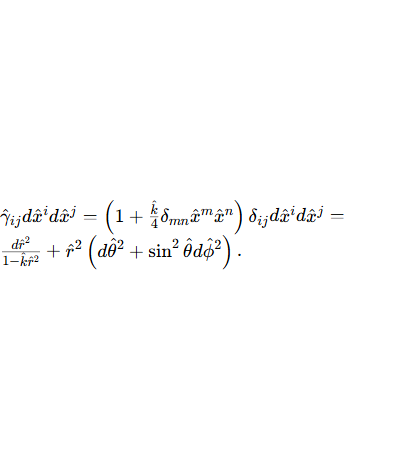 $\hat{\gamma}_{ij}d\hat{x}^i d\hat{x}^j = \left(1 + \frac{\hat{k}}{4}\delta_{mn}\hat{x}^m\hat{x}^n\right)\delta_{ij}d\hat{x}^i d\hat{x}^j =$
$\frac{d\hat{r}^2}{1-\hat{k}\hat{r}^2} + \hat{r}^2\left(d\hat{\theta}^2 + \sin^2\hat{\theta}d\hat{\phi}^2\right).$